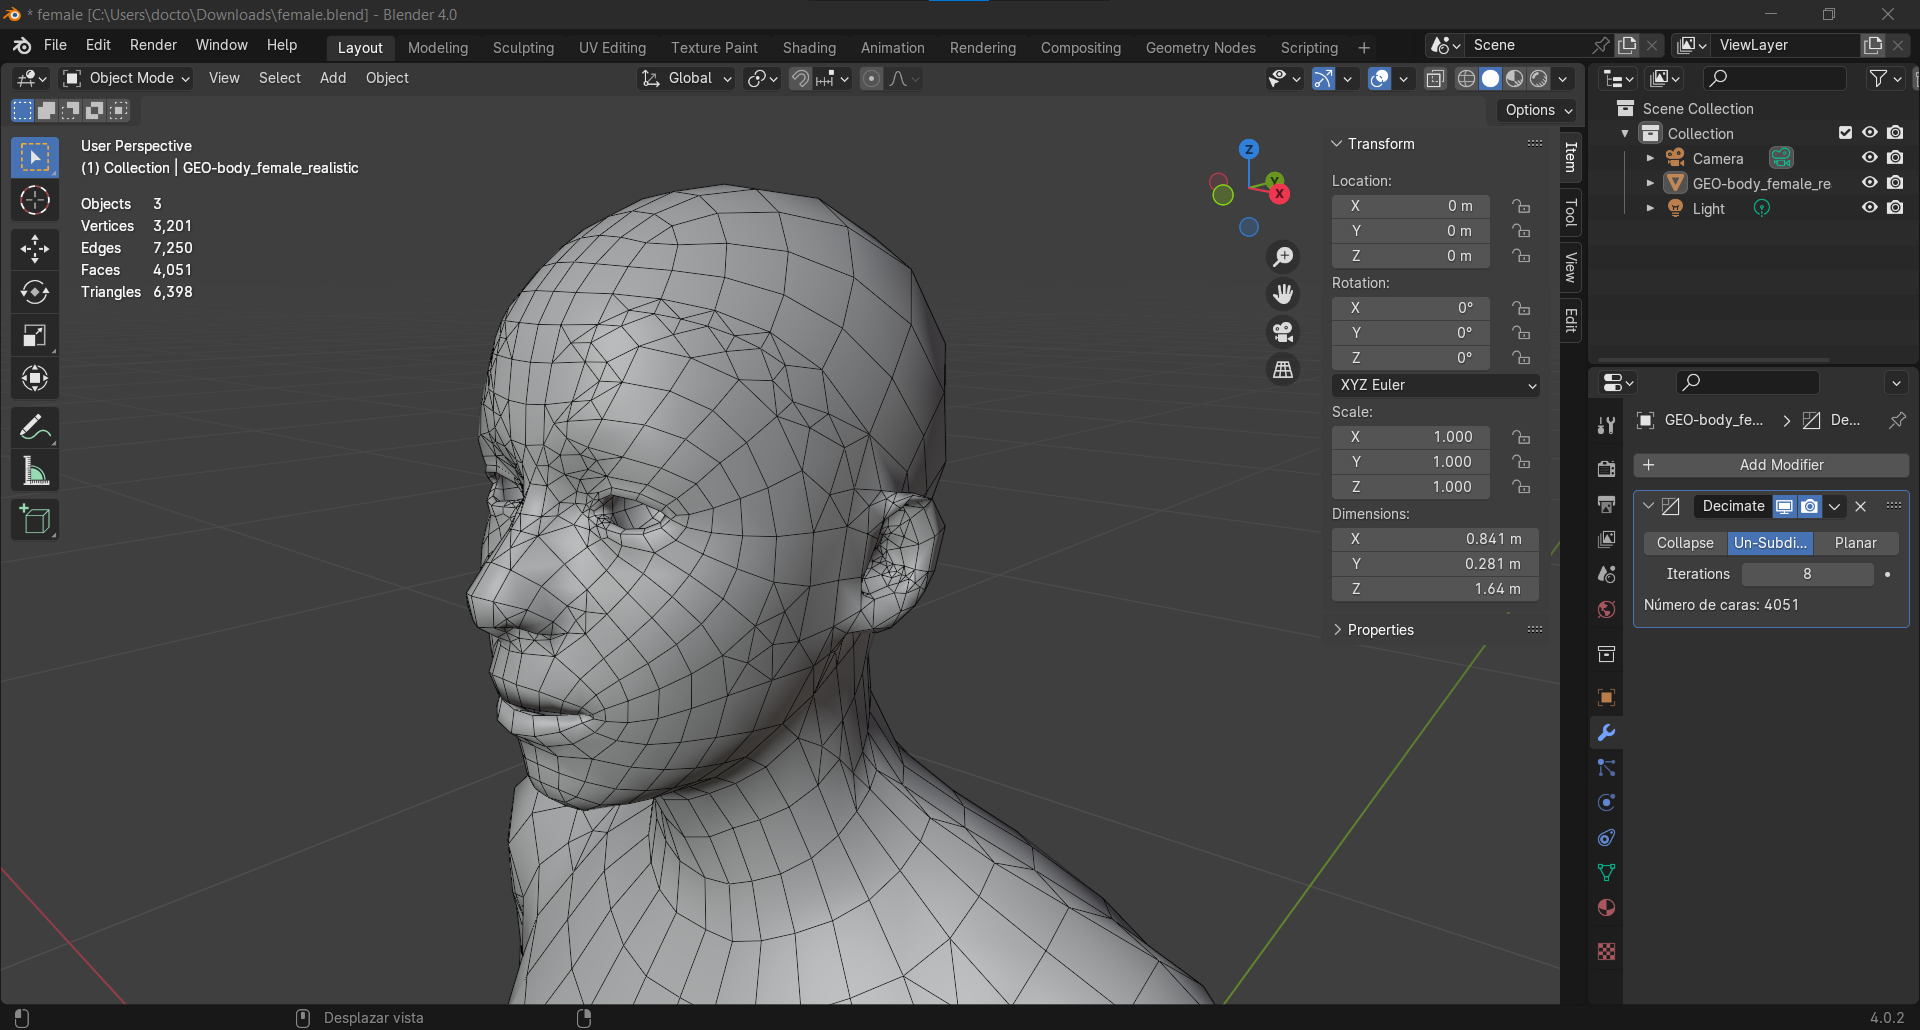 * female [C:\Users\docto\Downloads\female.blend] - Blender 4.0
File Edit Render Window Help Layout Modeling Sculpting UV Editing Texture Paint Shading Animation Rendering Compositing Geometry Nodes Scripting + Scene ViewLayer
Object Mode View Select Add Object Global
Options
User Perspective
(1) Collection | GEO-body_female_realistic
Objects 3
Vertices 3,201
Edges 7,250
Faces 4,051
Triangles 6,398
Z
Y
X
Transform
Location:
X 0 m
Y 0 m
Z 0 m
Rotation:
X 0°
Y 0°
Z 0°
XYZ Euler
Scale:
X 1.000
Y 1.000
Z 1.000
Dimensions:
X 0.841 m
Y 0.281 m
Z 1.64 m
Properties
Item
Tool
View
Edit
Scene Collection
Collection
Camera
GEO-body_female_re
Light
GEO-body_fe... De...
Add Modifier
Decimate
Collapse Un-Subdi... Planar
Iterations 8
Número de caras: 4051
Desplazar vista
4.0.2